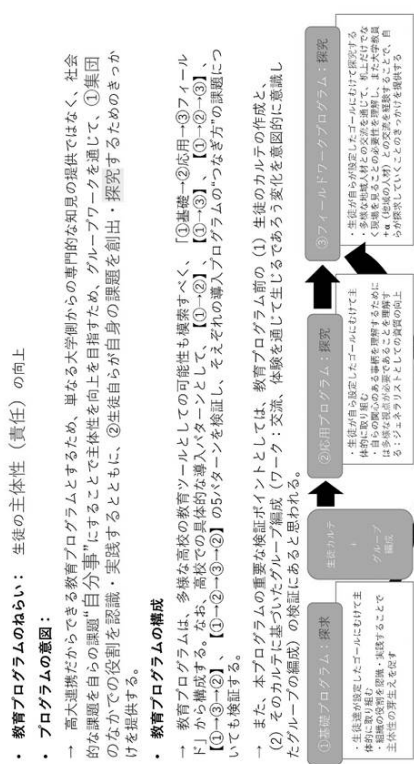 • 教育プログラムのねらい： 生徒の主体性（責任）の向上
• プログラムの意図：
→ 高大連携だからできる教育プログラムとするため、単なる大学側からの専門的な知見の提供ではなく、社会
的な課題を自らの課題“自分事”にすることで主体性を向上を目指すため、グループワークを通じて、①集団
のなかでの役割を認識・実践するとともに、②生徒自らが自身の課題を創出・探究するためのきっか
けを提供する。
• 教育プログラムの構成
→ 教育プログラムは、多様な高校の教育ツールとしての可能性も模索すべく、「①基礎→②応用→③フィール
ド」から構成する。なお、高校での具体的な導入パターンとして、【①→②】、【①→③】、【①→②→③】、
【①→③→②】、【①→②→③→②】の5パターンを検証し、それぞれの導入プログラムの“つなぎ方”の課題につ
いても検証する。
→ また、本プログラムの重要な検証ポイントとしては、教育プログラム前の（1）生徒のカルテの作成と、
（2）そのカルテに基づいたグループ編成（ワーク：交流、体験を通じて生じるであろう変化を意図的に意識し
たグループの編成）の検証にあると思われる。
①基礎プログラム：探求
・生徒達が設定したゴールにむけて主
体的に取り組む
・組織の役割を認識・実践することで
主体性の芽生えを促す
生徒カルテ
↓
グループ
編成
②応用プログラム：探究
・生徒が自ら設定したゴールにむけて主
体的に取り組む
・自らの関心のある事柄を理解するために
は多様な視点が必要であることを理解す
る：ジェネラリストとしての資質の向上
③フィールドワークプログラム：探究
・生徒が自らが設定したゴールにむけて探究する
・多様な地域人材との交流を通じて、机上だけでな
く現場を見ることの必要性を理解し、また大学教員
＋α（地域の人材）との交流を経験することで、自
らが探求していくことのきっかけを提供する